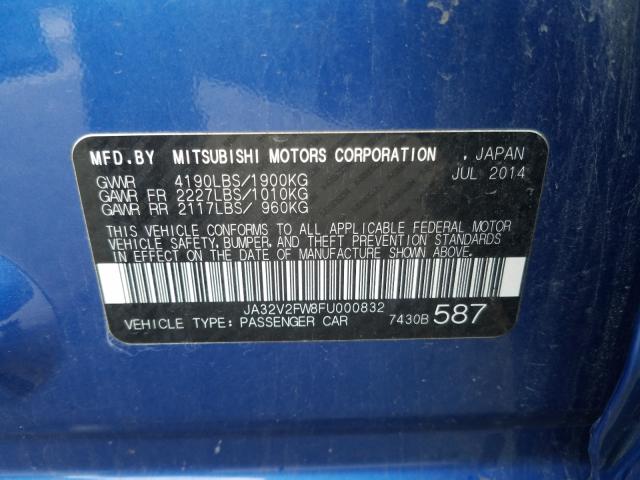 MFD.BY MITSUBISHI MOTORS CORPORATION , JAPAN
JUL 2014
GVWR 4190LBS/1900KG
GAWR FR 2227LBS/1010KG
GAWR RR 2117LBS/ 960KG
THIS VEHICLE CONFORMS TO ALL APPLICABLE FEDERAL MOTOR
VEHICLE SAFETY, BUMPER, AND THEFT PREVENTION STANDARDS
IN EFFECT ON THE DATE OF MANUFACTURE SHOWN ABOVE.
JA32V2FW8FU000832
VEHICLE TYPE: PASSENGER CAR 7430B 587